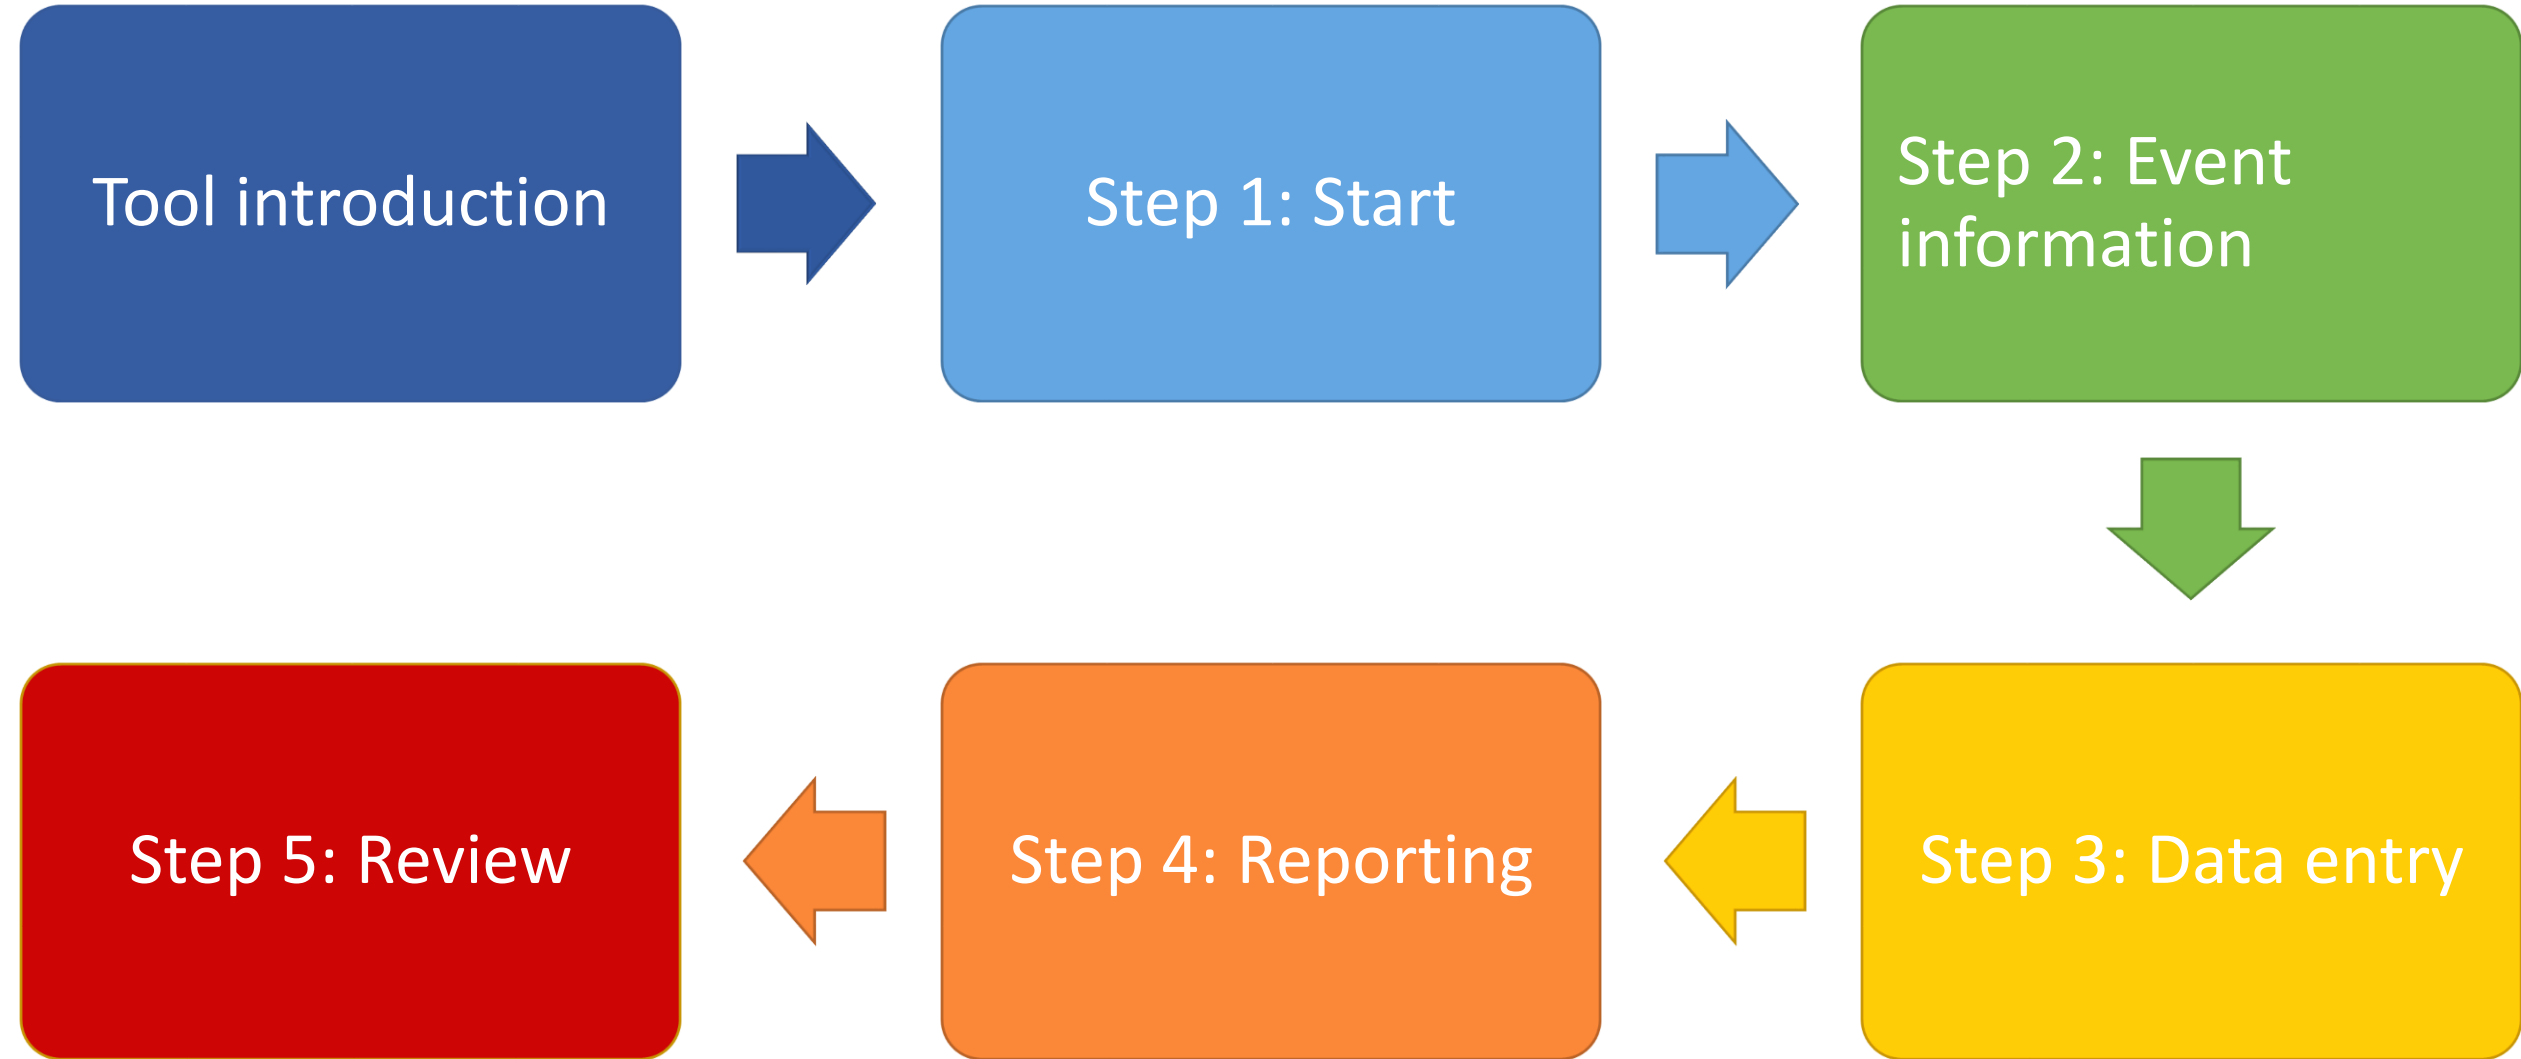 Tool introduction
Step 1: Start
Step 2: Event
information
Step 3: Data entry
Step 4: Reporting
Step 5: Review